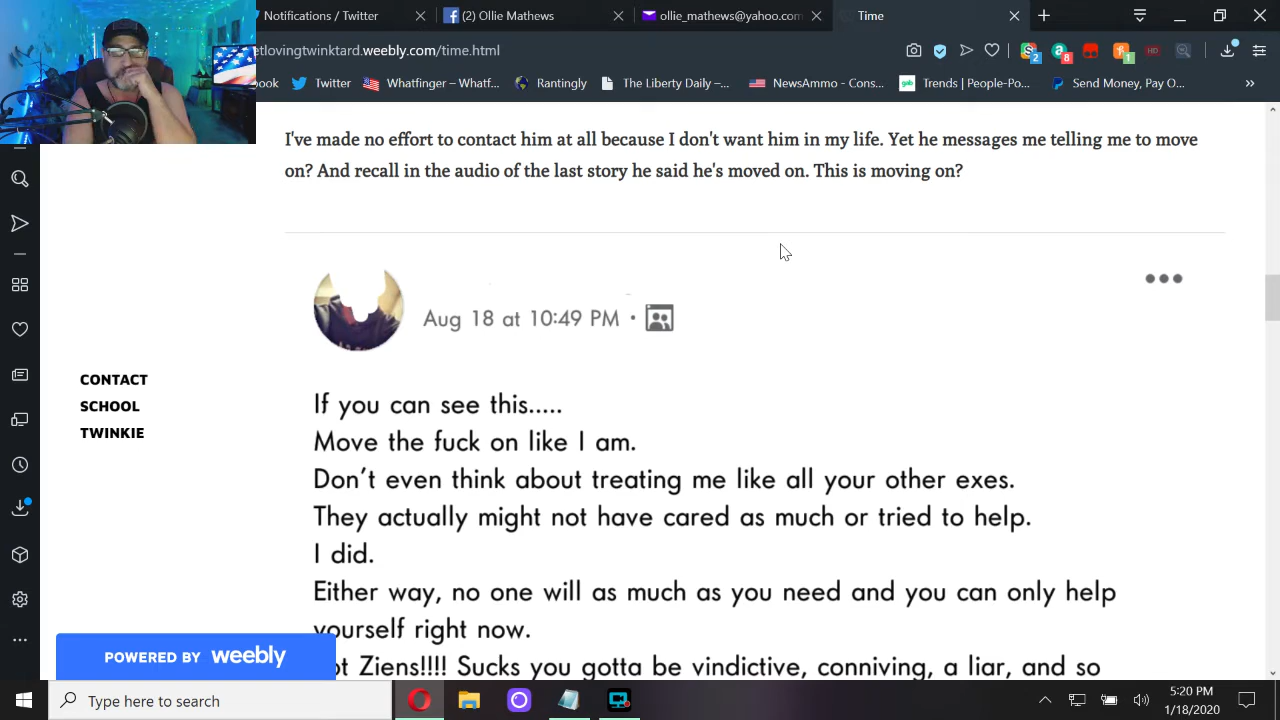 (2) Ollie Mathews
ollie_mathews@yahoo.com
Time
etlovingtwinktard.weebly.com/time.html
2
8
1
HD
ook
Twitter
Whatfinger – Whatf...
Rantingly
The Liberty Daily – ...
NewsAmmo - Cons...
gab
Trends | People-Po...
Send Money, Pay O...
I've made no effort to contact him at all because I don't want him in my life. Yet he messages me telling me to move
on? And recall in the audio of the last story he said he's moved on. This is moving on?
Aug 18 at 10:49 PM •
CONTACT
SCHOOL
TWINKIE
If you can see this.....
Move the fuck on like I am.
Don't even think about treating me like all your other exes.
They actually might not have cared as much or tried to help.
I did.
Either way, no one will as much as you need and you can only help
yourself right now.
ot Ziens!!!! Sucks you gotta be vindictive, conniving, a liar, and so
POWERED BY weebly
Type here to search
5:20 PM
1/18/2020